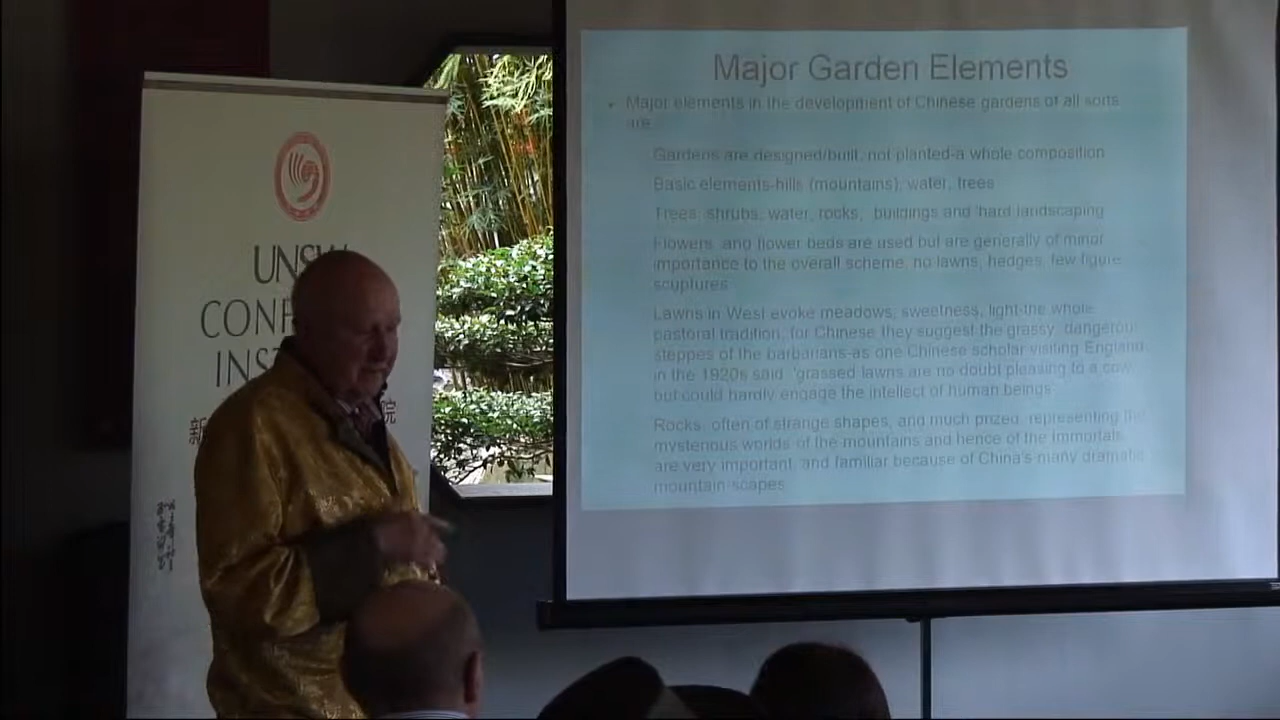 UNSW
CONF
INST
新
院
Major Garden Elements
• Major elements in the development of Chinese gardens of all sorts
are
Gardens are designed/built, not planted-a whole composition
Basic elements-hills (mountains), water, trees
Trees, shrubs, water, rocks, buildings and 'hard landscaping
Flowers, and flower beds are used but are generally of minor
importance to the overall scheme, no lawns, hedges, few figure
scuptures
Lawns in West evoke meadows, sweetness, light-the whole
pastoral tradition, for Chinese they suggest the grassy, dangerous
steppes of the barbarians-as one Chinese scholar visiting England
in the 1920s said 'grassed lawns are no doubt pleasing to a cow,
but could hardly engage the intellect of human beings
Rocks, often of strange shapes, and much prized, representing the
mysterious worlds of the mountains and hence of the immortals,
are very important, and familiar because of China's many dramatic
mountain-scapes